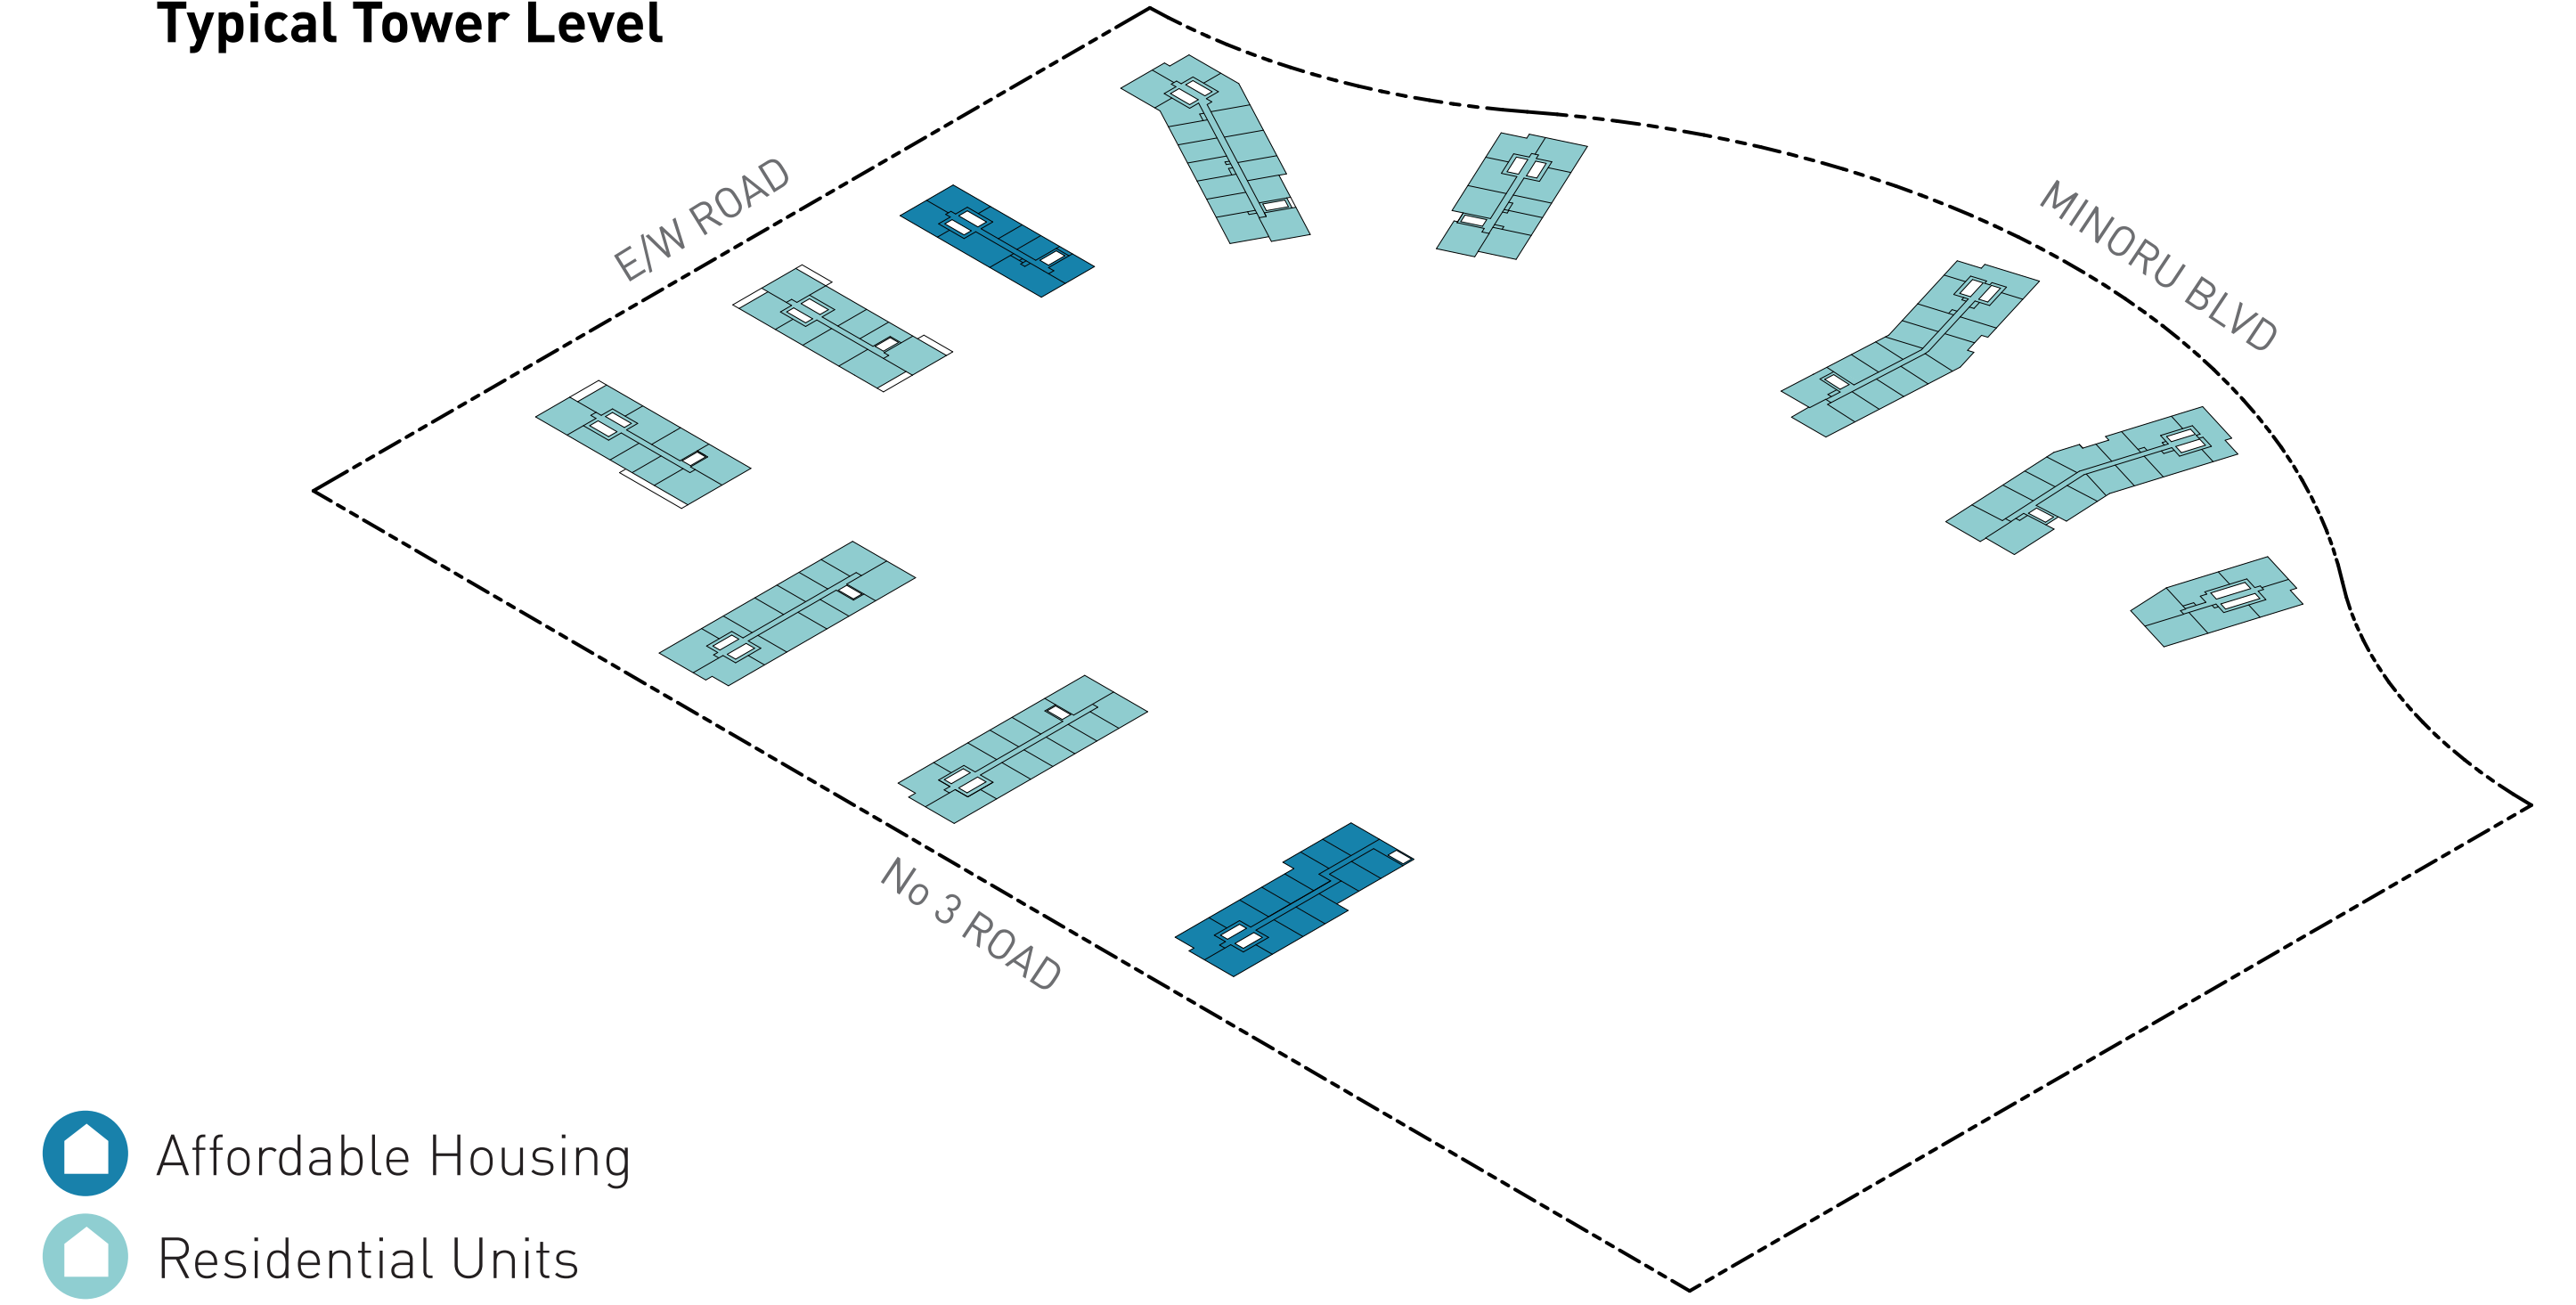 Typical Tower Level
E/W ROAD
MINORU BLVD
No 3 ROAD
Affordable Housing
Residential Units